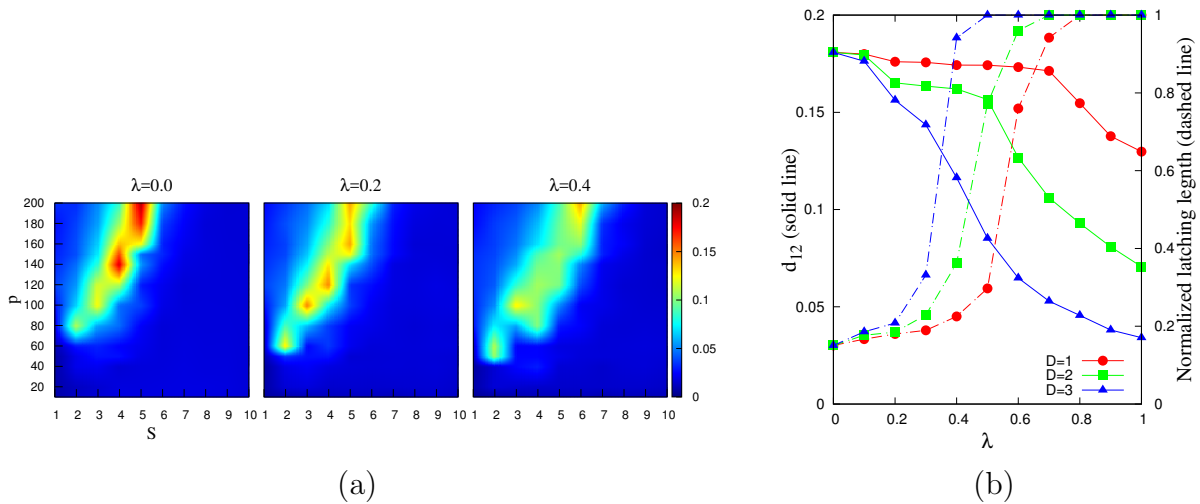 λ=0.0
λ=0.2
λ=0.4
200
180
160
140
120
100
80
60
40
20
p
1 2 3 4 5 6 7 8 9 10
1 2 3 4 5 6 7 8 9 10
1 2 3 4 5 6 7 8 9 10
S
0.2
0.15
0.1
0.05
0
(a)
0.2
0.15
0.1
0.05
0
d12 (solid line)
0 0.2 0.4 0.6 0.8 1
λ
1
0.8
0.6
0.4
0.2
0
Normalized latching legnth (dashed line)
D=1
D=2
D=3
(b)